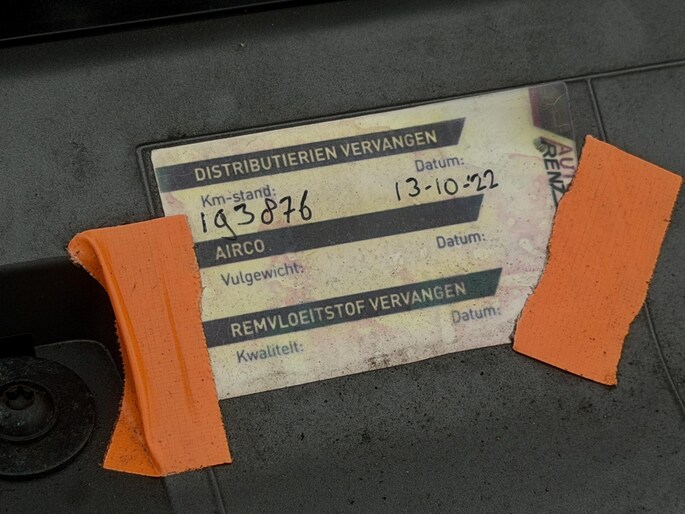 DISTRIBUTIERIEN VERVANGEN
Km-stand:
Datum:
193876
13-10-'22
AIRCO
Vulgewicht:
Datum:
REMVLOEITSTOF VERVANGEN
Kwaliteit:
Datum: